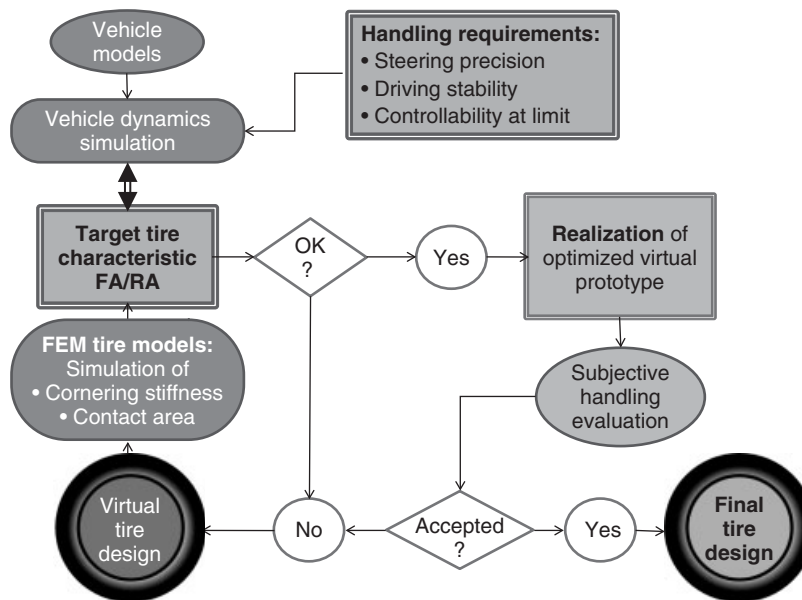 Vehicle
models
Handling requirements:
• Steering precision
• Driving stability
• Controllability at limit
Vehicle dynamics
simulation
Target tire
characteristic
FA/RA
OK
?
Yes
Realization of
optimized virtual
prototype
FEM tire models:
Simulation of
• Cornering stiffness
• Contact area
Subjective
handling
evaluation
Virtual
tire
design
No
Accepted
?
Yes
Final
tire
design